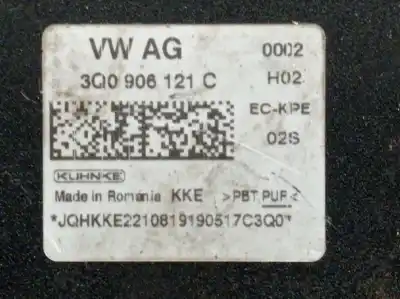 VW AG 0002
3Q0 906 121 C H02
EC-KPE
02S
KUHNKE
Made in Romania KKE >PBT PUR<
*JQHKKE2210819190517C3Q0*